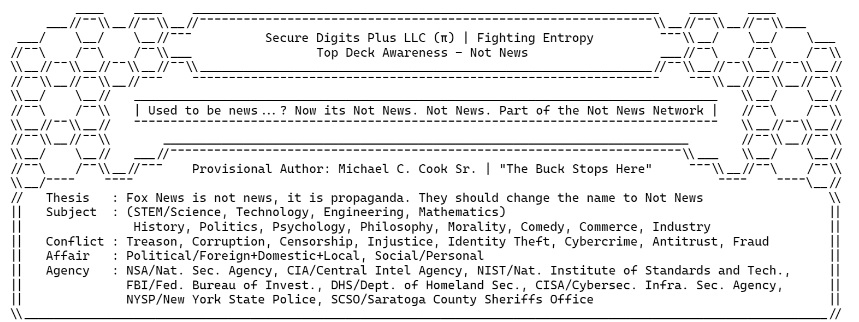 Secure Digits Plus LLC (π) | Fighting Entropy
Top Deck Awareness - Not News
| Used to be news...? Now its Not News. Not News. Part of the Not News Network |
Provisional Author: Michael C. Cook Sr. | "The Buck Stops Here"
Thesis : Fox News is not news, it is propaganda. They should change the name to Not News
Subject : (STEM/Science, Technology, Engineering, Mathematics)
History, Politics, Psychology, Philosophy, Morality, Comedy, Commerce, Industry
Conflict : Treason, Corruption, Censorship, Injustice, Identity Theft, Cybercrime, Antitrust, Fraud
Affair : Political/Foreign+Domestic+Local, Social/Personal
Agency : NSA/Nat. Sec. Agency, CIA/Central Intel Agency, NIST/Nat. Institute of Standards and Tech.,
FBI/Fed. Bureau of Invest., DHS/Dept. of Homeland Sec., CISA/Cybersec. Infra. Sec. Agency,
NYSP/New York State Police, SCSO/Saratoga County Sheriffs Office